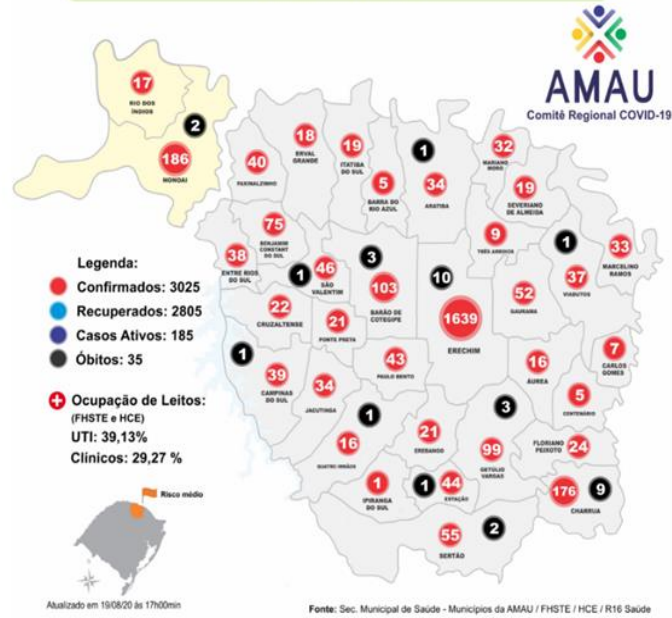 AMAU
Comitê Regional COVID-19
17
RIO DOS
ÍNDIOS
2
186
NONOAI
40
FAXINALZINHO
18
ERVAL
GRANDE
19
ITATIBA
DO SUL
5
BARRA DO
RIO AZUL
1
34
ARATIBA
32
MARIANO
MORO
19
SEVERIANO
DE ALMEIDA
9
TRÊS ARROIOS
1
37
VIADUTOS
33
MARCELINO
RAMOS
75
BENJAMIN
CONSTANT
DO SUL
38
ENTRE RIOS
DO SUL
1
46
SÃO
VALENTIM
3
103
BARÃO DE
COTEGIPE
10
1639
ERECHIM
52
GAURAMA
22
CRUZALTENSE
21
PONTE PRETA
7
CARLOS
GOMES
1
39
CAMPINAS
DO SUL
34
JACUTINGA
43
PAULO BENTO
16
ÁUREA
5
CENTENÁRIO
1
16
QUATRO IRMÃOS
21
EREBANGO
3
99
GETÚLIO
VARGAS
FLORIANO
PEIXOTO
24
1
IPIRANGA
DO SUL
1
44
ESTAÇÃO
176
9
CHARRUA
55
SERTÃO
2
Legenda:
Confirmados: 3025
Recuperados: 2805
Casos Ativos: 185
Óbitos: 35
Ocupação de Leitos:
(FHSTE e HCE)
UTI: 39,13%
Clínicos: 29,27 %
Risco médio
Atualizado em 19/08/20 às 17h00min
Fonte: Sec. Municipal de Saúde - Municípios da AMAU / FHSTE / HCE / R16 Saúde